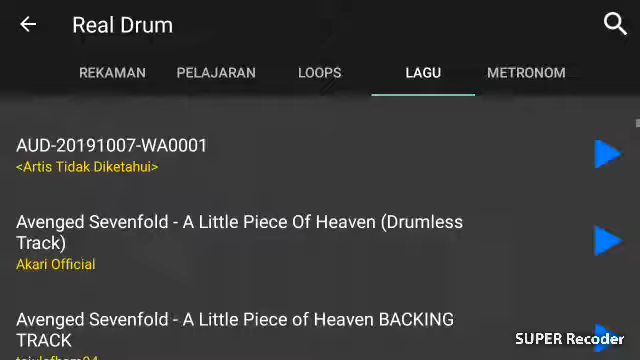 Real Drum
REKAMAN PELAJARAN LOOPS LAGU METRONOM
AUD-20191007-WA0001
<Artis Tidak Diketahui>
Avenged Sevenfold - A Little Piece Of Heaven (Drumless
Track)
Akari Official
Avenged Sevenfold - A Little Piece of Heaven BACKING
TRACK
SUPER Recoder